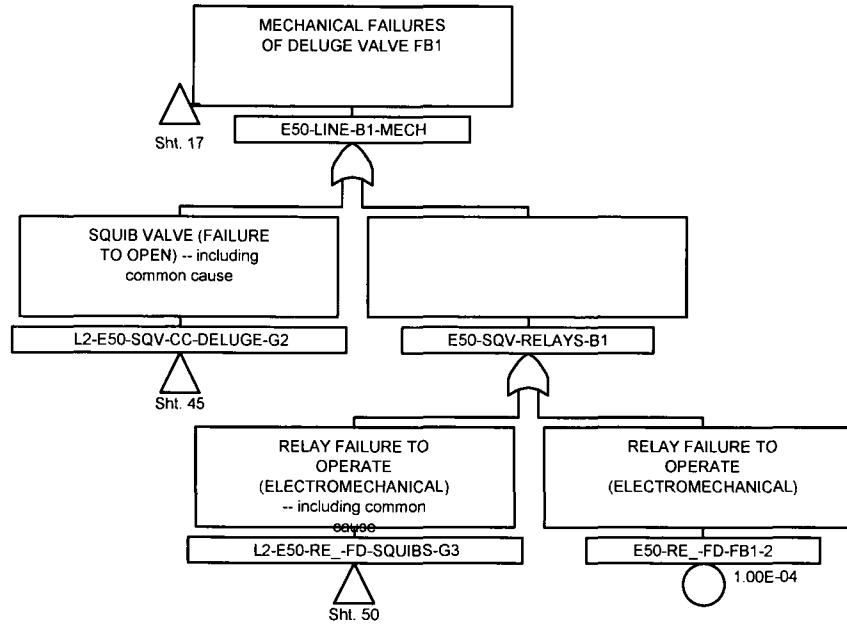 MECHANICAL FAILURES
OF DELUGE VALVE FB1
Sht. 17
E50-LINE-B1-MECH
SQUIB VALVE (FAILURE
TO OPEN) -- including
common cause
L2-E50-SQV-CC-DELUGE-G2
Sht. 45
E50-SQV-RELAYS-B1
RELAY FAILURE TO
OPERATE
(ELECTROMECHANICAL)
-- including common
cause
L2-E50-RE_-FD-SQUIBS-G3
Sht. 50
RELAY FAILURE TO
OPERATE
(ELECTROMECHANICAL)
E50-RE_-FD-FB1-2
1.00E-04